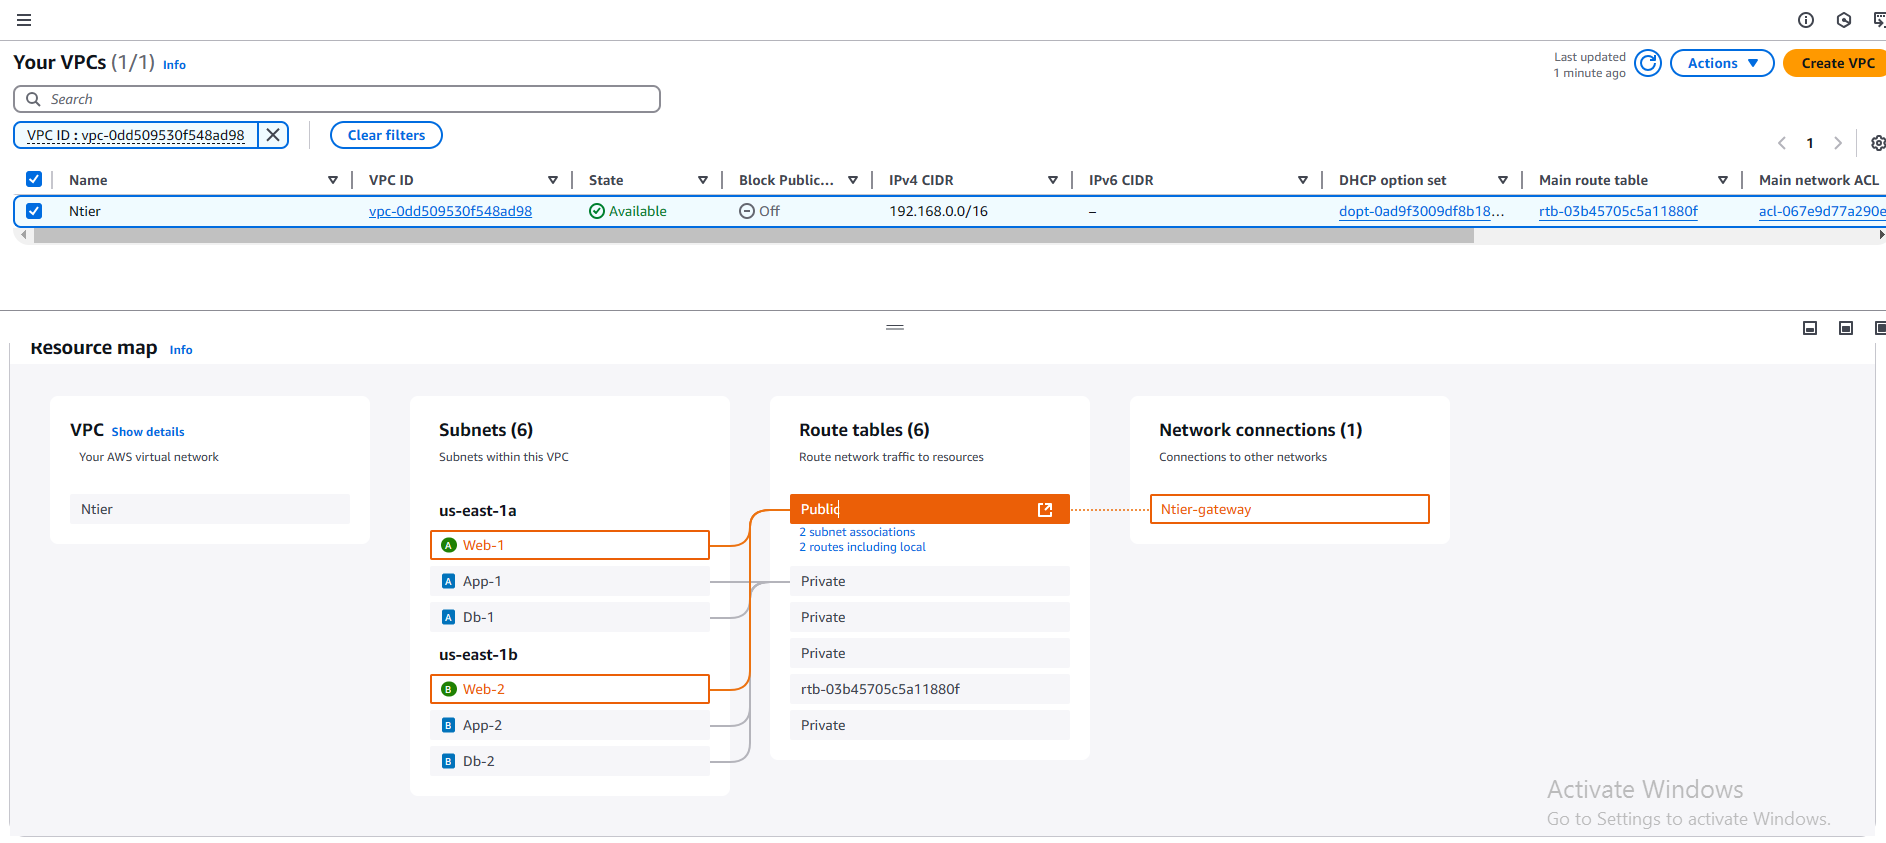 Your VPCs (1/1) Info
Last updated
1 minute ago
Actions
Create VPC
Search
VPC ID : vpc-0dd509530f548ad98
Clear filters
1
Name VPC ID State Block Public... IPv4 CIDR IPv6 CIDR DHCP option set Main route table Main network ACL
Ntier vpc-0dd509530f548ad98 Available Off 192.168.0.0/16 – dopt-0ad9f3009df8b18... rtb-03b45705c5a11880f acl-067e9d77a290e
Resource map Info
VPC Show details
Your AWS virtual network
Ntier
Subnets (6)
Subnets within this VPC
us-east-1a
A Web-1
A App-1
A Db-1
us-east-1b
B Web-2
B App-2
B Db-2
Route tables (6)
Route network traffic to resources
Public
2 subnet associations
2 routes including local
Private
Private
Private
rtb-03b45705c5a11880f
Private
Network connections (1)
Connections to other networks
Ntier-gateway
Activate Windows
Go to Settings to activate Windows.